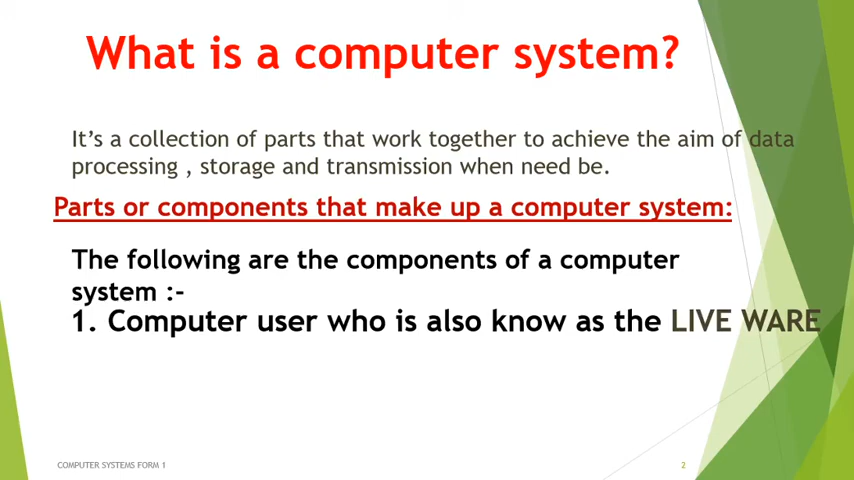 What is a computer system?
It’s a collection of parts that work together to achieve the aim of data
processing , storage and transmission when need be.
Parts or components that make up a computer system:
The following are the components of a computer
system :-
1. Computer user who is also know as the LIVE WARE
COMPUTER SYSTEMS FORM 1
2